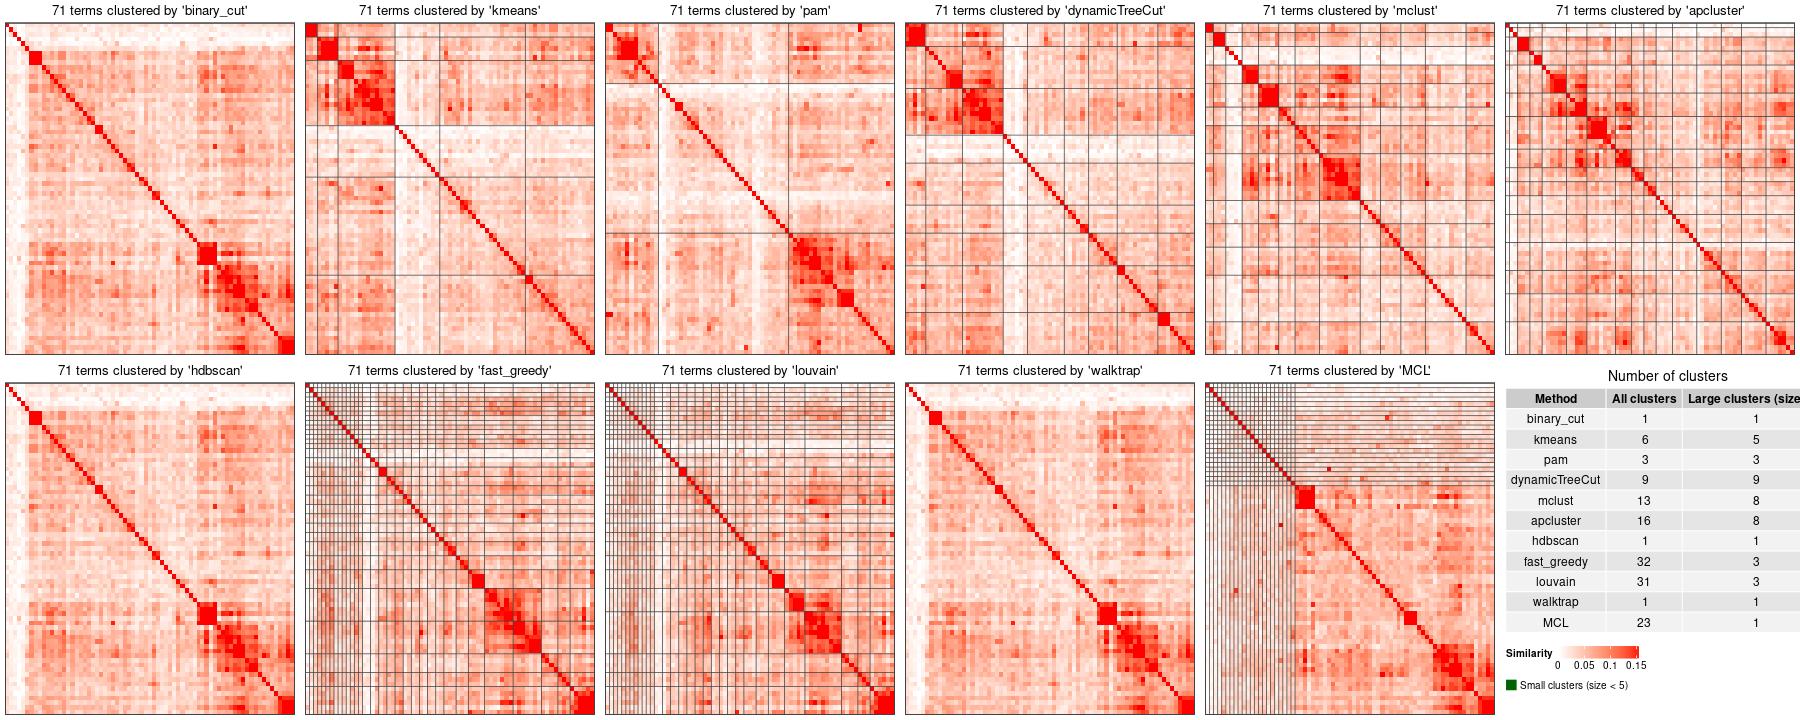 71 terms clustered by 'binary_cut'
71 terms clustered by 'kmeans'
71 terms clustered by 'pam'
71 terms clustered by 'dynamicTreeCut'
71 terms clustered by 'mclust'
71 terms clustered by 'apcluster'
71 terms clustered by 'hdbscan'
71 terms clustered by 'fast_greedy'
71 terms clustered by 'louvain'
71 terms clustered by 'walktrap'
71 terms clustered by 'MCL'
Number of clusters
Method All clusters Large clusters (size
binary_cut 1 1
kmeans 6 5
pam 3 3
dynamicTreeCut 9 9
mclust 13 8
apcluster 16 8
hdbscan 1 1
fast_greedy 32 3
louvain 31 3
walktrap 1 1
MCL 23 1
Similarity
0 0.05 0.1 0.15
Small clusters (size < 5)